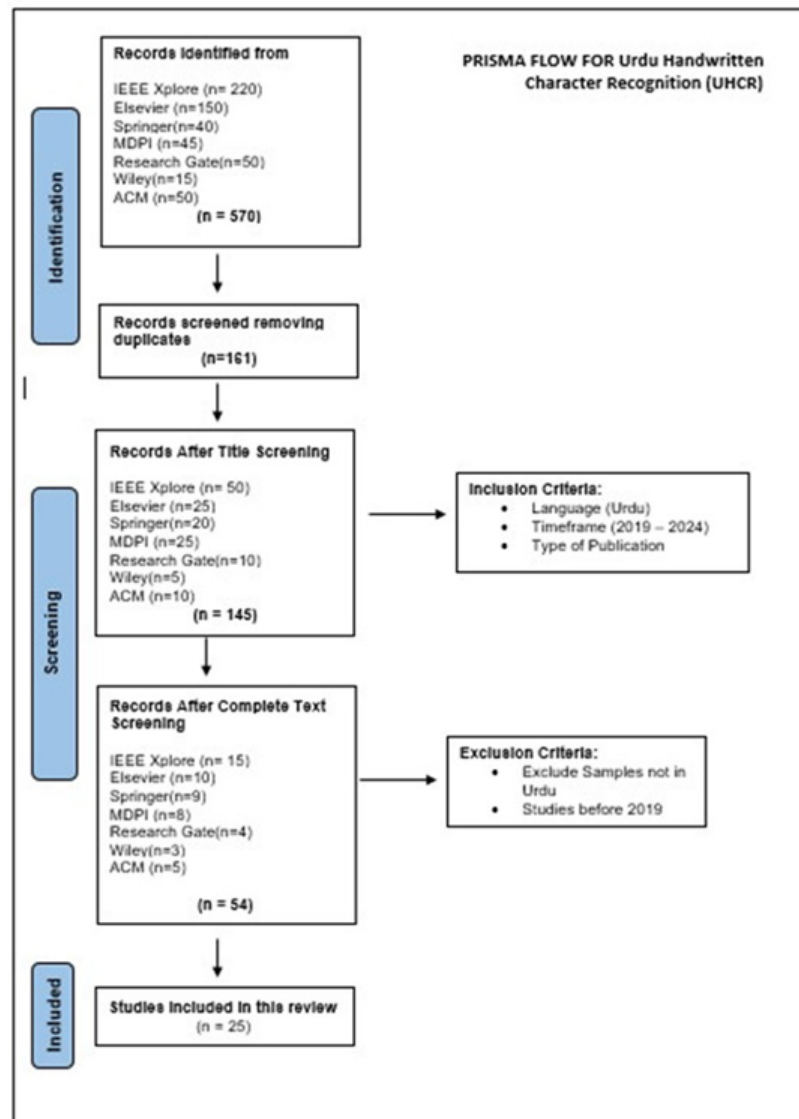 PRISMA FLOW FOR Urdu Handwritten
Character Recognition (UHCR)
Identification
Records Identified from
IEEE Xplore (n= 220)
Elsevier (n=150)
Springer(n=40)
MDPI (n=45)
Research Gate(n=50)
Wiley(n=15)
ACM (n=50)
(n = 570)
Records screened removing
duplicates
(n=161)
Screening
Records After Title Screening
IEEE Xplore (n= 50)
Elsevier (n=25)
Springer(n=20)
MDPI (n=25)
Research Gate(n=10)
Wiley(n=5)
ACM (n=10)
(n = 145)
Inclusion Criteria:
• Language (Urdu)
• Timeframe (2019 – 2024)
• Type of Publication
Records After Complete Text
Screening
IEEE Xplore (n= 15)
Elsevier (n=10)
Springer(n=9)
MDPI (n=8)
Research Gate(n=4)
Wiley(n=3)
ACM (n=5)
(n = 54)
Exclusion Criteria:
• Exclude Samples not in
Urdu
• Studies before 2019
Included
Studies Included In this review
(n = 25)